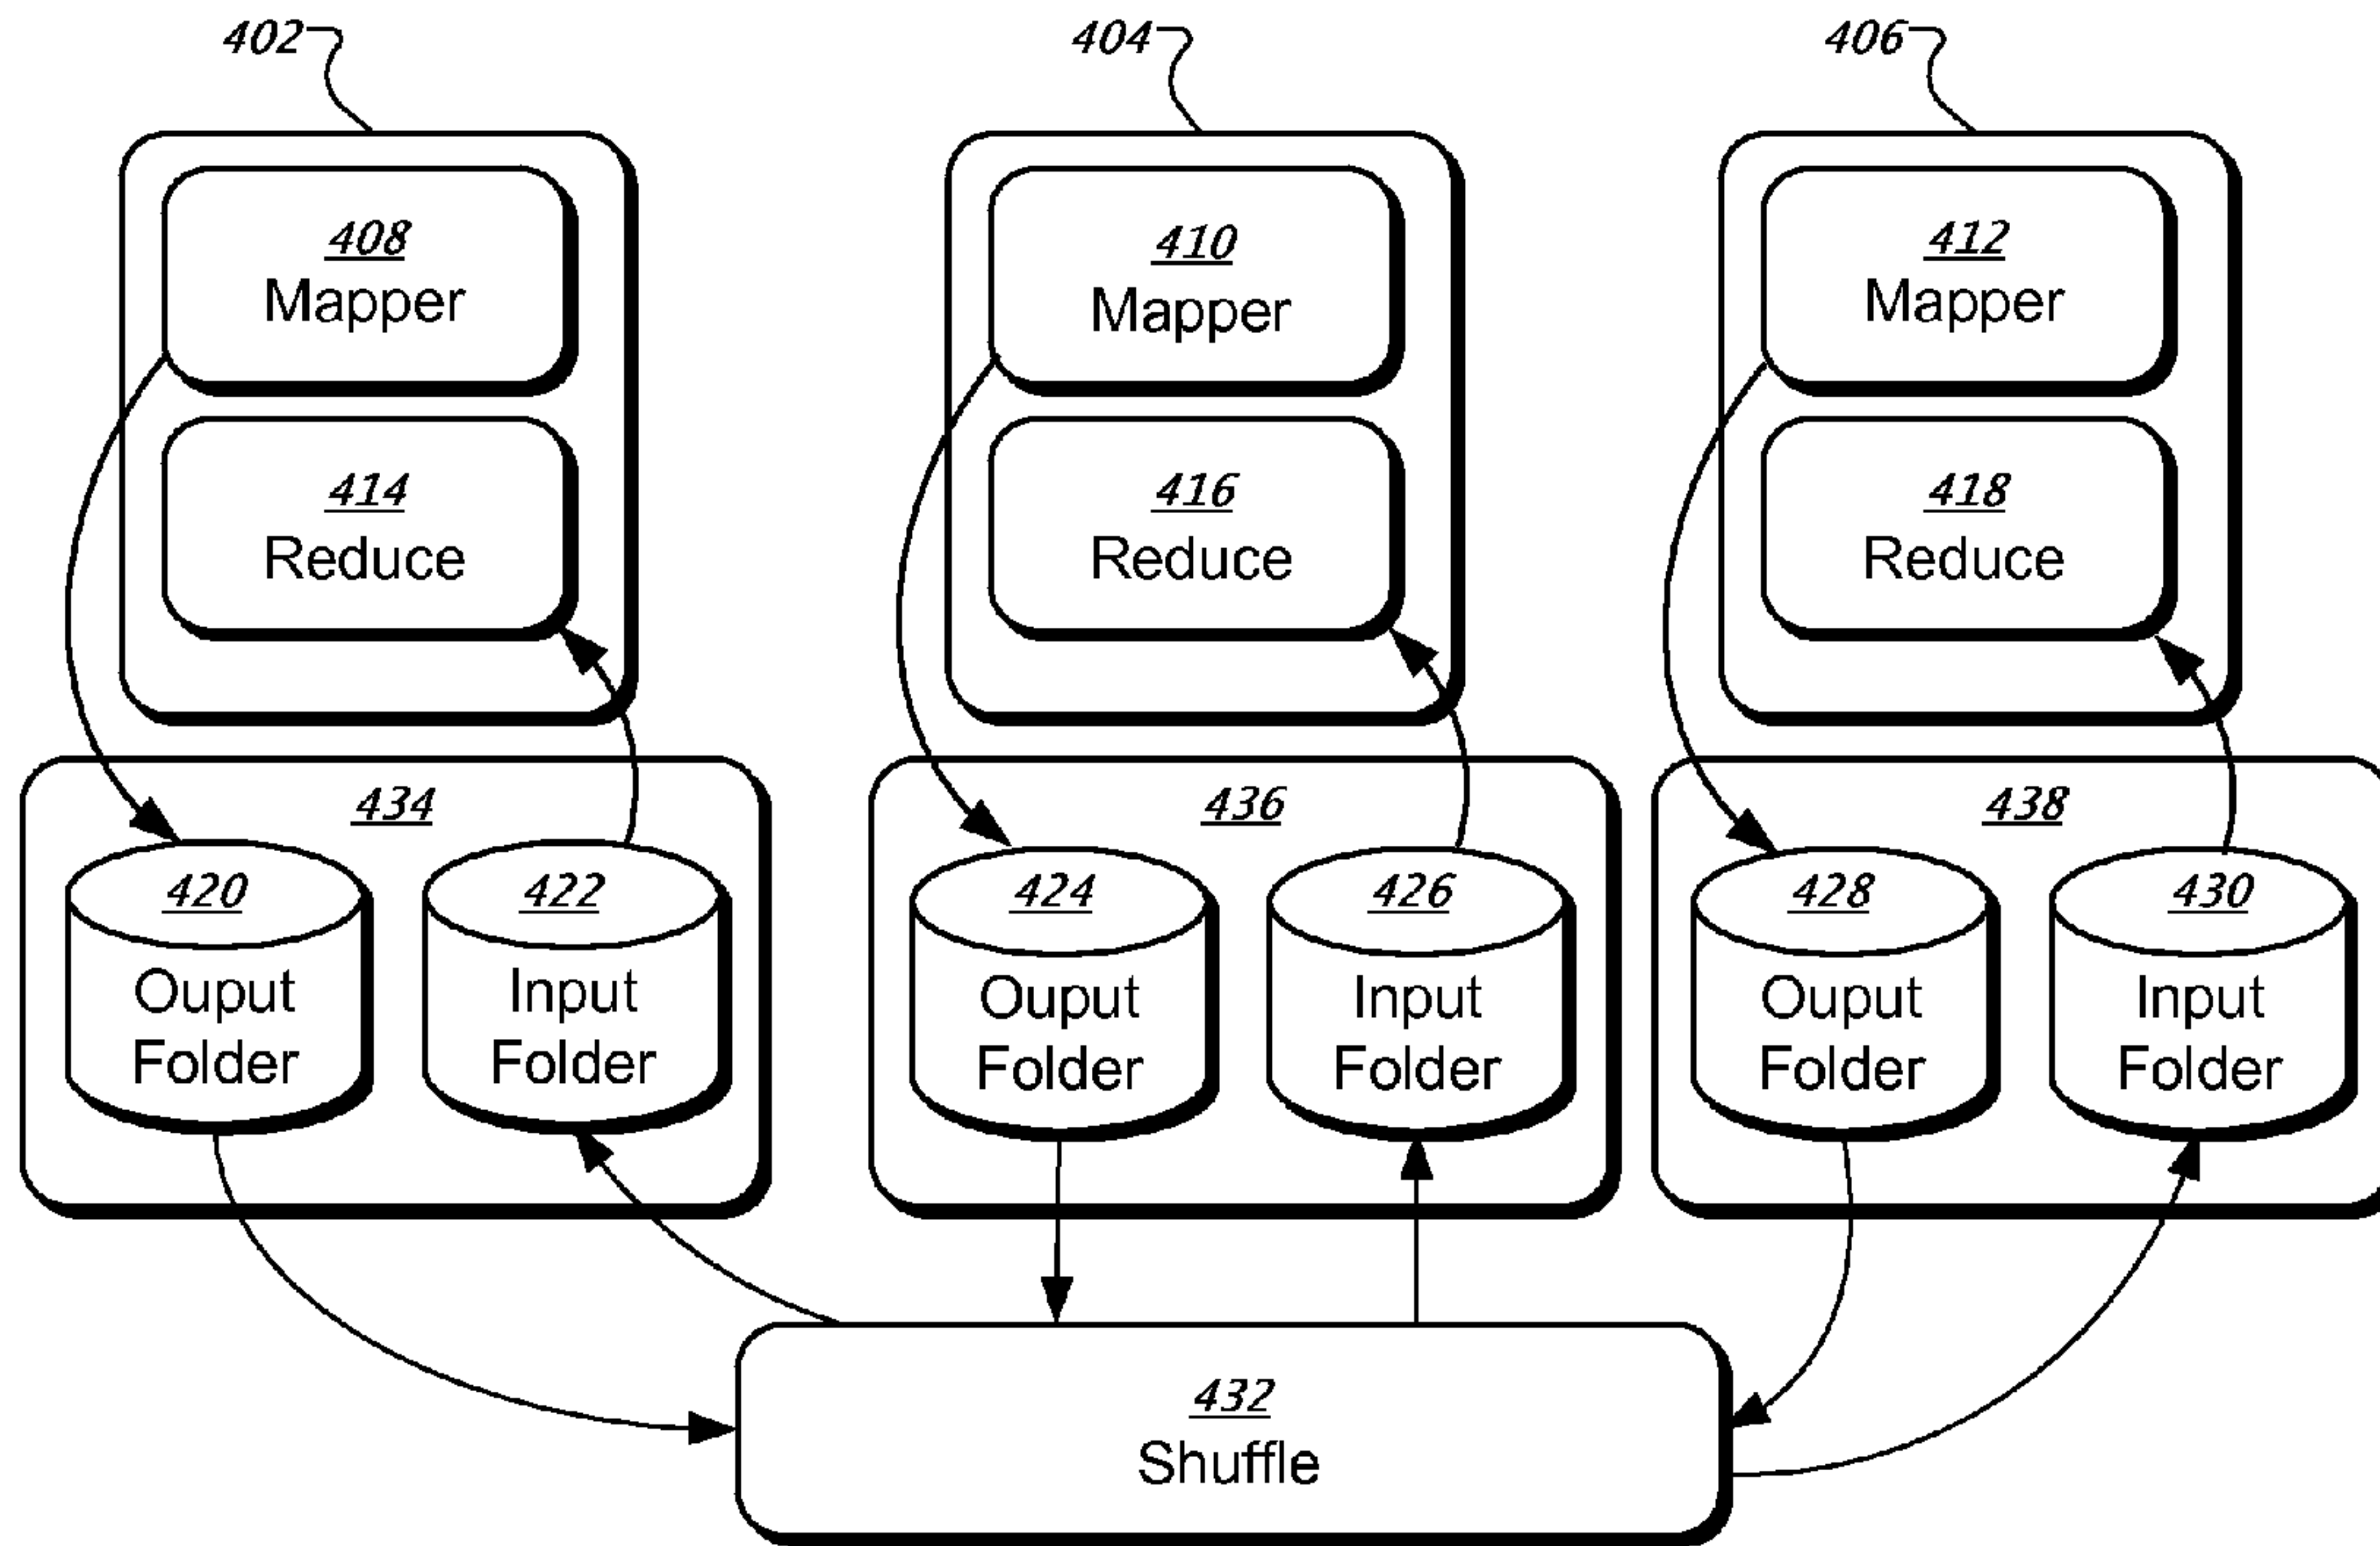 402
404
406
408
Mapper
410
Mapper
412
Mapper
414
Reduce
416
Reduce
418
Reduce
434
436
438
420
Ouput
Folder
422
Input
Folder
424
Ouput
Folder
426
Input
Folder
428
Ouput
Folder
430
Input
Folder
432
Shuffle